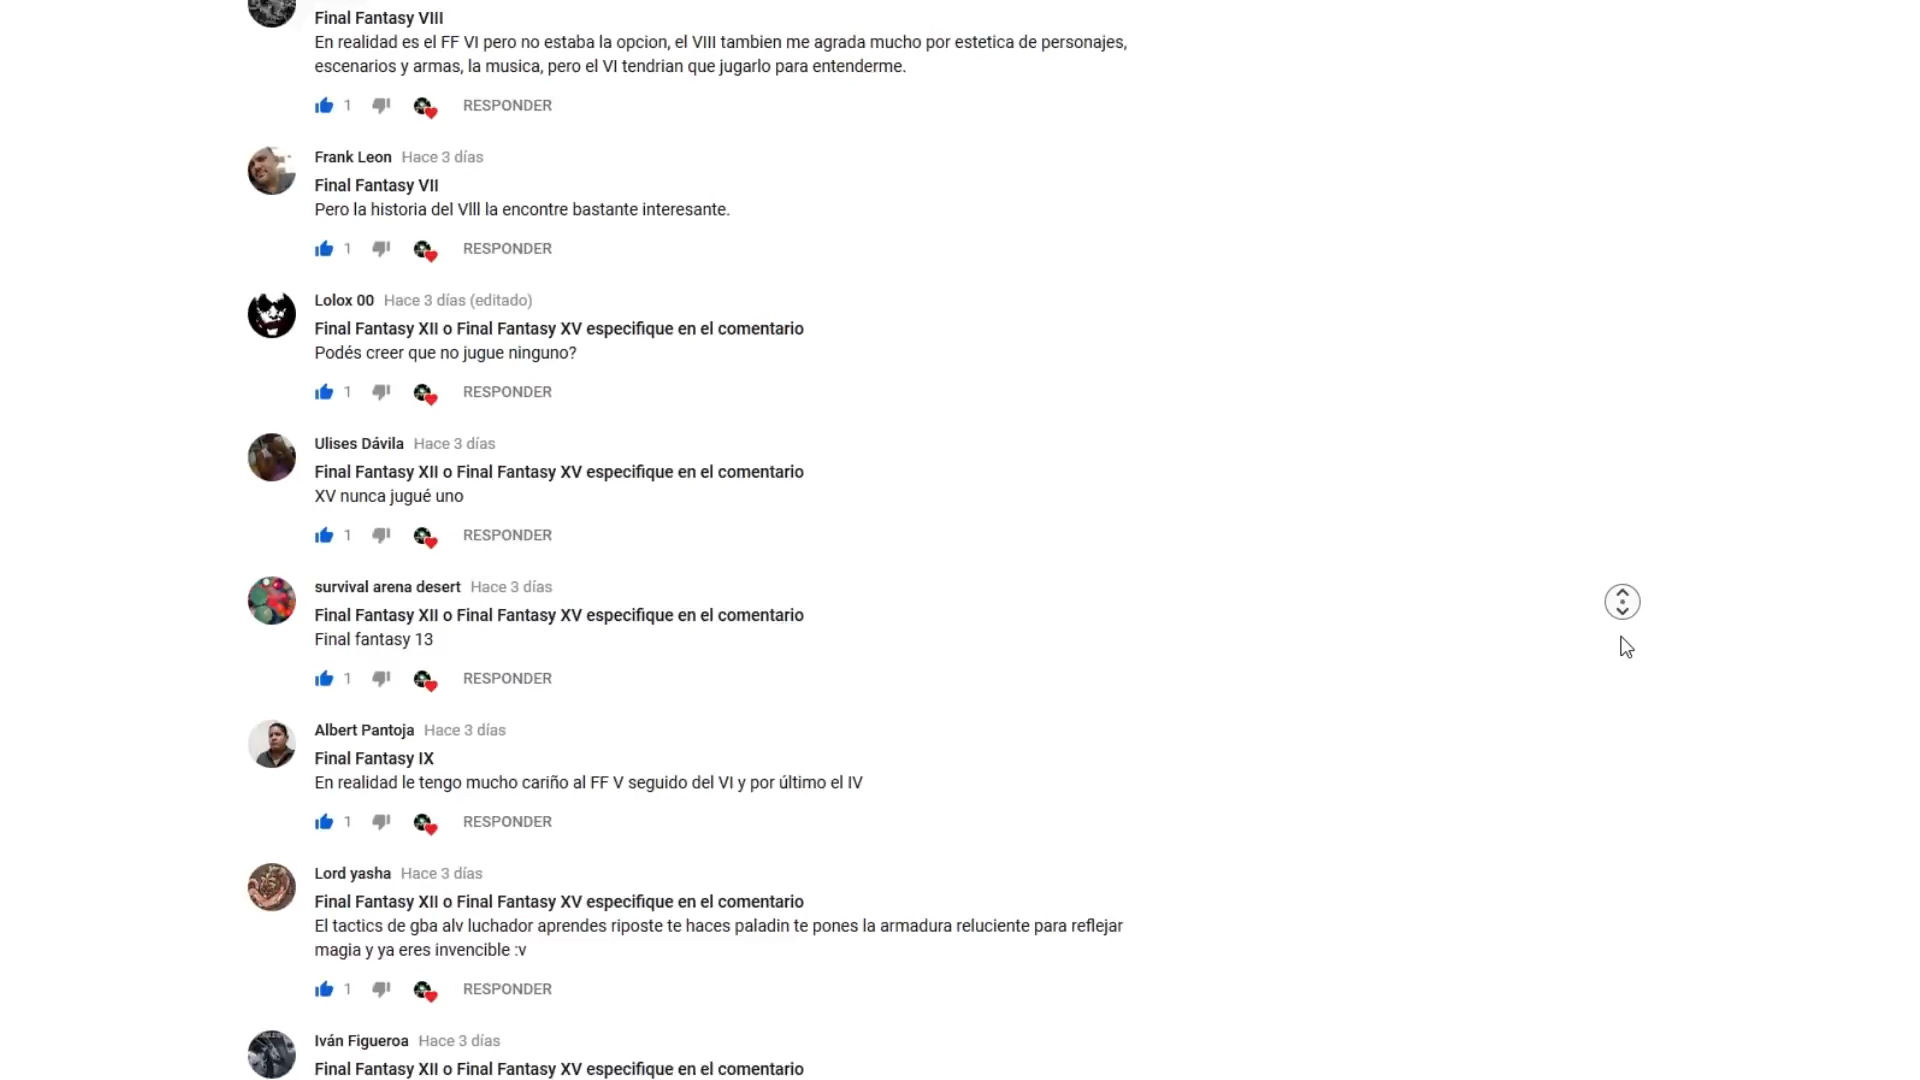 Final Fantasy VIII
En realidad es el FF VI pero no estaba la opcion, el VIII tambien me agrada mucho por estetica de personajes,
escenarios y armas, la musica, pero el VI tendrian que jugarlo para entenderme.
1 RESPONDER
Frank Leon Hace 3 días
Final Fantasy VII
Pero la historia del Vlll la encontre bastante interesante.
1 RESPONDER
Lolox 00 Hace 3 días (editado)
Final Fantasy XII o Final Fantasy XV especifique en el comentario
Podés creer que no jugue ninguno?
1 RESPONDER
Ulises Dávila Hace 3 días
Final Fantasy XII o Final Fantasy XV especifique en el comentario
XV nunca jugué uno
1 RESPONDER
survival arena desert Hace 3 días
Final Fantasy XII o Final Fantasy XV especifique en el comentario
Final fantasy 13
1 RESPONDER
Albert Pantoja Hace 3 días
Final Fantasy IX
En realidad le tengo mucho cariño al FF V seguido del VI y por último el IV
1 RESPONDER
Lord yasha Hace 3 días
Final Fantasy XII o Final Fantasy XV especifique en el comentario
El tactics de gba alv luchador aprendes riposte te haces paladin te pones la armadura reluciente para reflejar
magia y ya eres invencible :v
1 RESPONDER
Iván Figueroa Hace 3 días
Final Fantasy XII o Final Fantasy XV especifique en el comentario